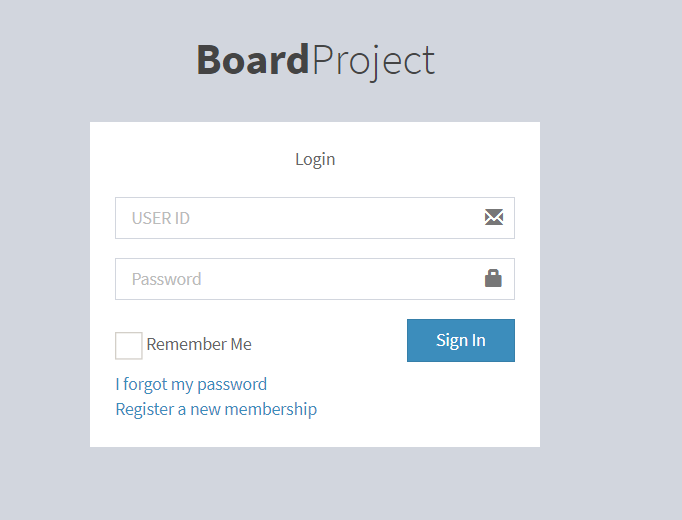 BoardProject
Login
USER ID
Password
Remember Me
Sign In
I forgot my password
Register a new membership